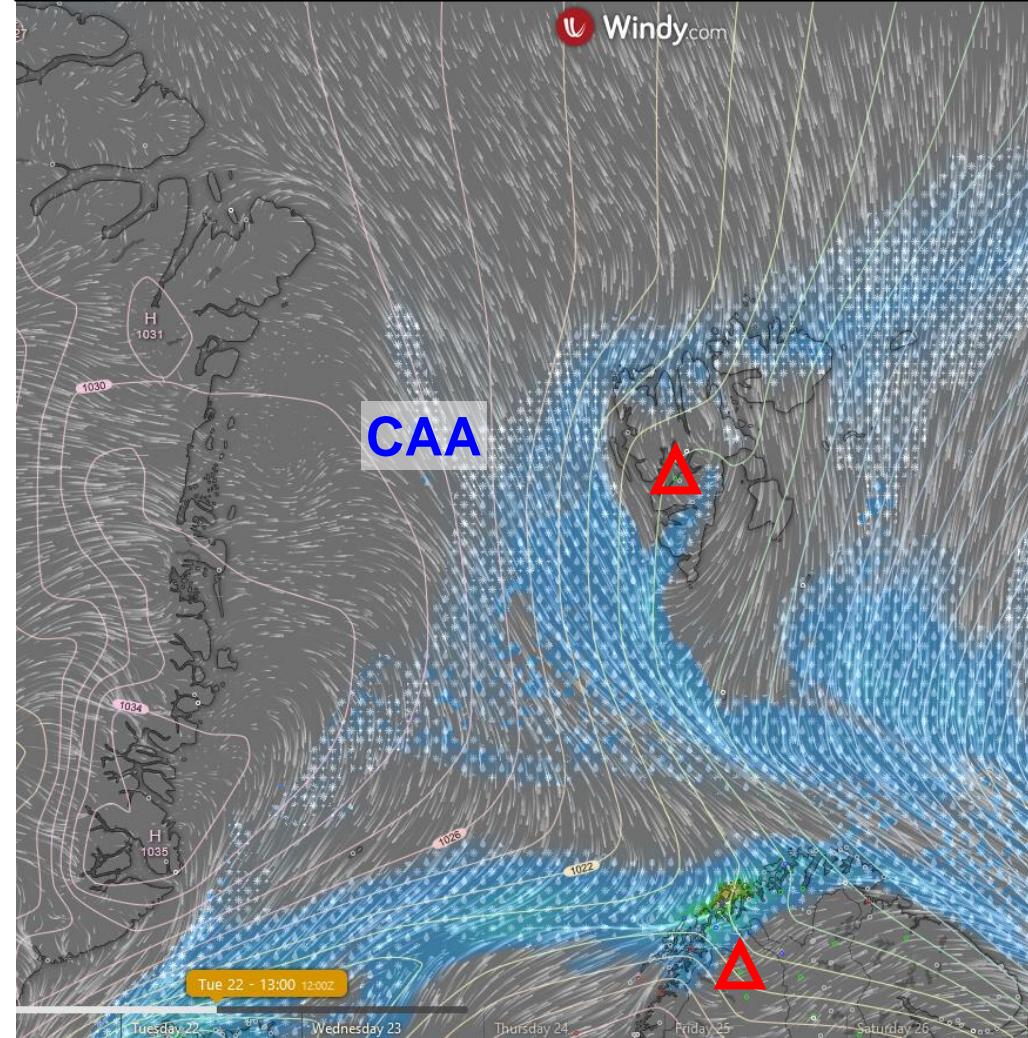 Windy.com
27
H
1031
1030
CAA
1034
H
1035
1026
1022
Tue 22 - 13:00 12:00Z
Tuesday 22
Wednesday 23
Thursday 24
Friday 25
Saturday 26